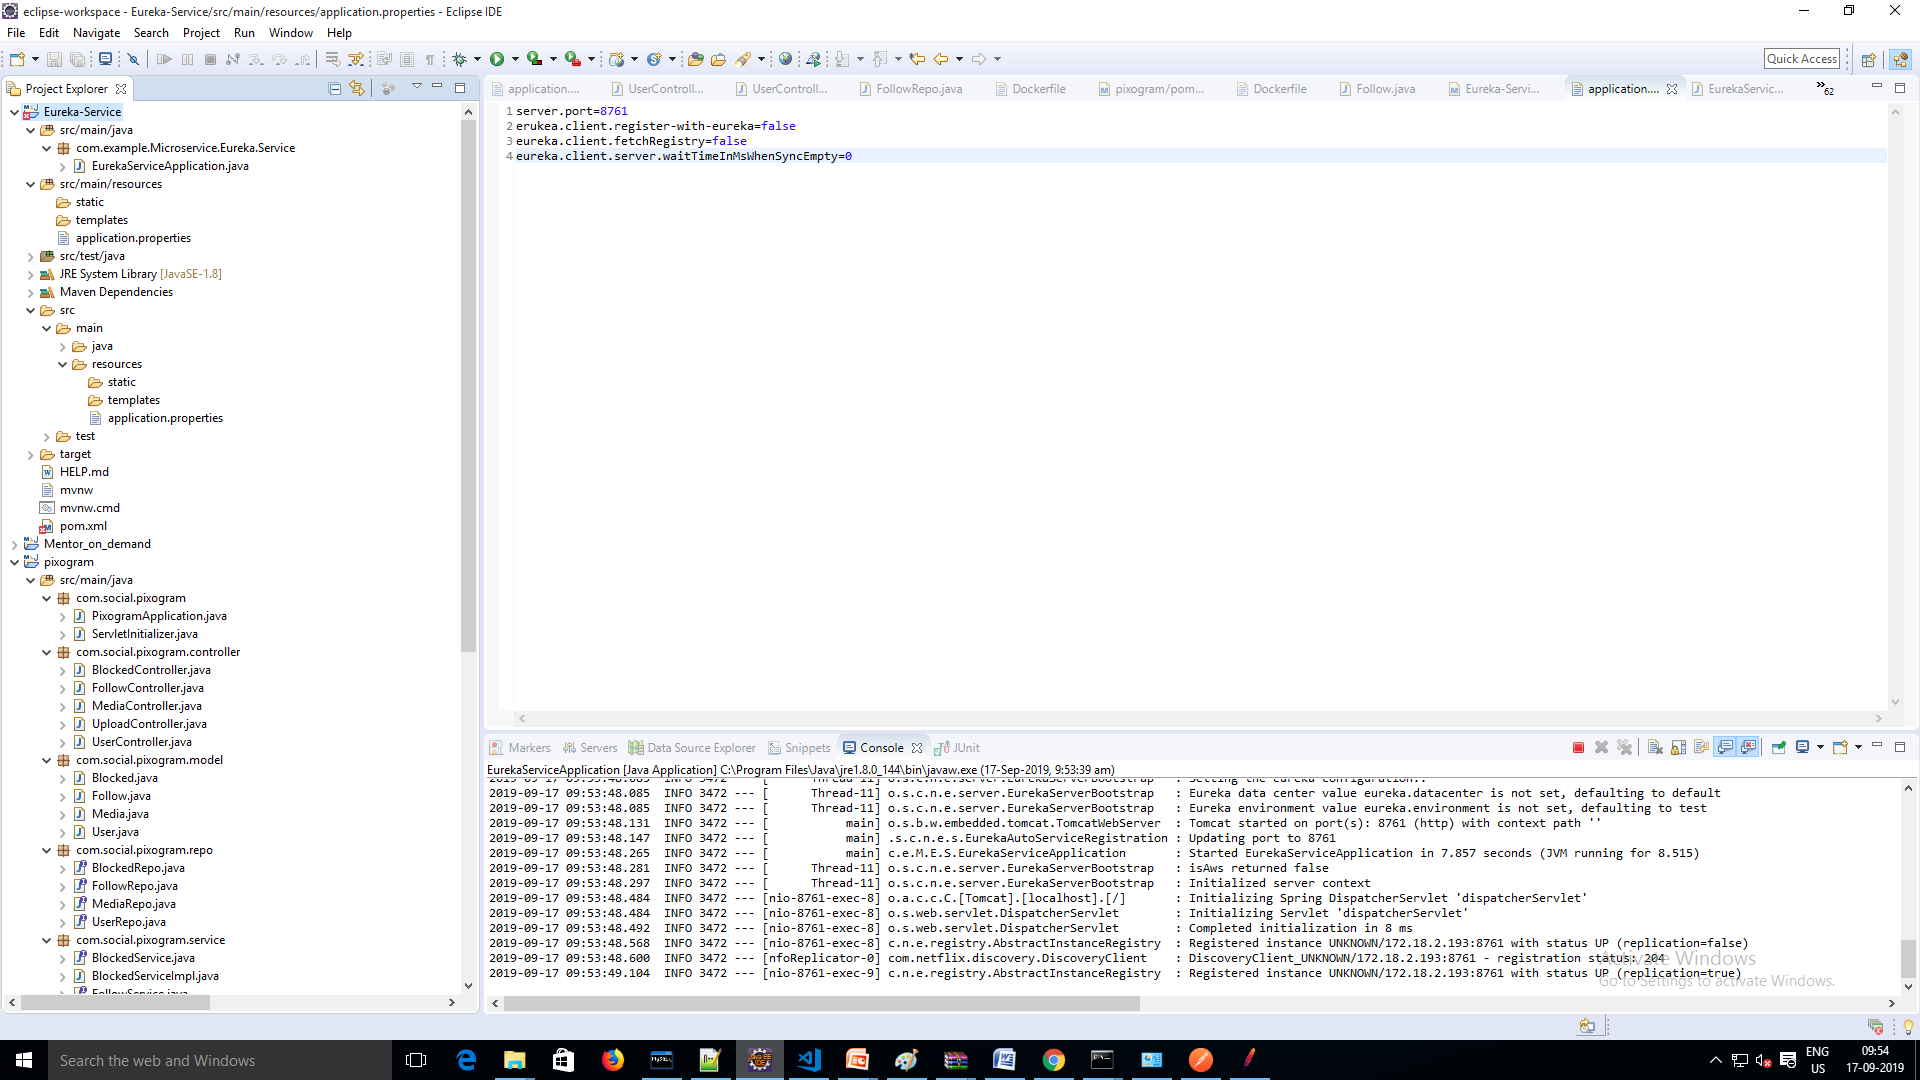 eclipse-workspace - Eureka-Service/src/main/resources/application.properties - Eclipse IDE
File Edit Navigate Search Project Run Window Help
Quick Access
Project Explorer
Eureka-Service
src/main/java
com.example.Microservice.Eureka.Service
EurekaServiceApplication.java
src/main/resources
static
templates
application.properties
src/test/java
JRE System Library [JavaSE-1.8]
Maven Dependencies
src
main
java
resources
static
templates
application.properties
test
target
HELP.md
mvnw
mvnw.cmd
pom.xml
Mentor_on_demand
pixogram
src/main/java
com.social.pixogram
PixogramApplication.java
ServletInitializer.java
com.social.pixogram.controller
BlockedController.java
FollowController.java
MediaController.java
UploadController.java
UserController.java
com.social.pixogram.model
Blocked.java
Follow.java
Media.java
User.java
com.social.pixogram.repo
BlockedRepo.java
FollowRepo.java
MediaRepo.java
UserRepo.java
com.social.pixogram.service
BlockedService.java
BlockedServiceImpl.java
FollowService.java
application.... UserControll... UserControll... FollowRepo.java Dockerfile pixogram/pom... Dockerfile Follow.java Eureka-Servi... application.... EurekaServic... 62
1 server.port=8761
2 erukea.client.register-with-eureka=false
3 eureka.client.fetchRegistry=false
4 eureka.client.server.waitTimeInMsWhenSyncEmpty=0
Markers Servers Data Source Explorer Snippets Console JUnit
EurekaServiceApplication [Java Application] C:\Program Files\Java\jre1.8.0_144\bin\javaw.exe (17-Sep-2019, 9:53:39 am)
2019-09-17 09:53:48.085 INFO 3472 --- [ Thread-11] o.s.c.n.e.server.EurekaServerBootstrap : Setting the eureka configuration..
2019-09-17 09:53:48.085 INFO 3472 --- [ Thread-11] o.s.c.n.e.server.EurekaServerBootstrap : Eureka data center value eureka.datacenter is not set, defaulting to default
2019-09-17 09:53:48.085 INFO 3472 --- [ Thread-11] o.s.c.n.e.server.EurekaServerBootstrap : Eureka environment value eureka.environment is not set, defaulting to test
2019-09-17 09:53:48.131 INFO 3472 --- [ main] o.s.b.w.embedded.tomcat.TomcatWebServer : Tomcat started on port(s): 8761 (http) with context path ''
2019-09-17 09:53:48.147 INFO 3472 --- [ main] .s.c.n.e.s.EurekaAutoServiceRegistration : Updating port to 8761
2019-09-17 09:53:48.265 INFO 3472 --- [ main] c.e.M.E.S.EurekaServiceApplication : Started EurekaServiceApplication in 7.857 seconds (JVM running for 8.515)
2019-09-17 09:53:48.281 INFO 3472 --- [ Thread-11] o.s.c.n.e.server.EurekaServerBootstrap : isAws returned false
2019-09-17 09:53:48.297 INFO 3472 --- [ Thread-11] o.s.c.n.e.server.EurekaServerBootstrap : Initialized server context
2019-09-17 09:53:48.484 INFO 3472 --- [nio-8761-exec-8] o.a.c.c.C.[Tomcat].[localhost].[/] : Initializing Spring DispatcherServlet 'dispatcherServlet'
2019-09-17 09:53:48.484 INFO 3472 --- [nio-8761-exec-8] o.s.web.servlet.DispatcherServlet : Initializing Servlet 'dispatcherServlet'
2019-09-17 09:53:48.492 INFO 3472 --- [nio-8761-exec-8] o.s.web.servlet.DispatcherServlet : Completed initialization in 8 ms
2019-09-17 09:53:48.568 INFO 3472 --- [nio-8761-exec-8] c.n.e.registry.AbstractInstanceRegistry : Registered instance UNKNOWN/172.18.2.193:8761 with status UP (replication=false)
2019-09-17 09:53:48.600 INFO 3472 --- [nfoReplicator-0] com.netflix.discovery.DiscoveryClient : DiscoveryClient_UNKNOWN/172.18.2.193:8761 - registration status: 204
2019-09-17 09:53:49.104 INFO 3472 --- [nio-8761-exec-9] c.n.e.registry.AbstractInstanceRegistry : Registered instance UNKNOWN/172.18.2.193:8761 with status UP (replication=true)
Activate Windows
Go to Settings to activate Windows.
Search the web and Windows
ENG
US
09:54
17-09-2019